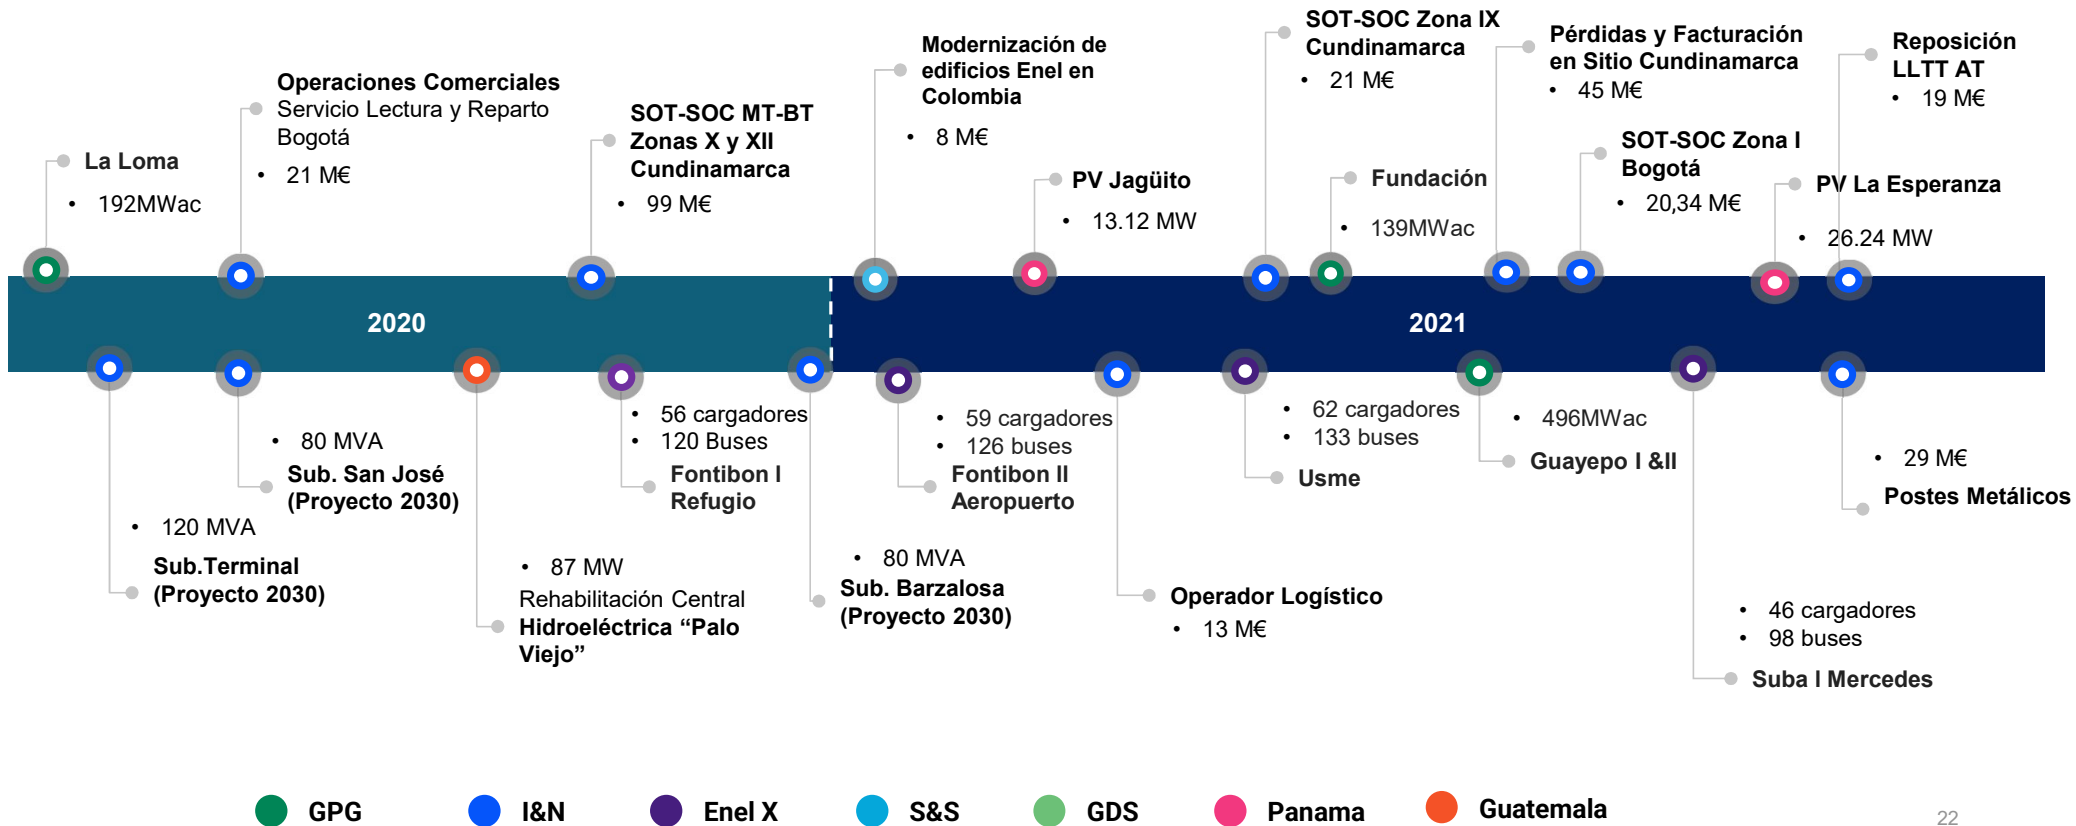 La Loma
• 192MWac
Operaciones Comerciales
Servicio Lectura y Reparto
Bogotá
• 21 M€
SOT-SOC MT-BT
Zonas X y XII
Cundinamarca
• 99 M€
Modernización de
edificios Enel en
Colombia
• 8 M€
PV Jagüito
• 13.12 MW
SOT-SOC Zona IX
Cundinamarca
• 21 M€
Fundación
• 139MWac
Pérdidas y Facturación
en Sitio Cundinamarca
• 45 M€
SOT-SOC Zona I
Bogotá
• 20,34 M€
PV La Esperanza
• 26.24 MW
Reposición
LLTT AT
• 19 M€
2020
2021
• 120 MVA
Sub.Terminal
(Proyecto 2030)
• 80 MVA
Sub. San José
(Proyecto 2030)
• 87 MW
Rehabilitación Central
Hidroeléctrica “Palo
Viejo”
• 56 cargadores
• 120 Buses
Fontibon I
Refugio
• 80 MVA
Sub. Barzalosa
(Proyecto 2030)
• 59 cargadores
• 126 buses
Fontibon II
Aeropuerto
Operador Logístico
• 13 M€
• 62 cargadores
• 133 buses
Usme
• 496MWac
Guayepo I &II
• 46 cargadores
• 98 buses
Suba I Mercedes
• 29 M€
Postes Metálicos
GPG
I&N
Enel X
S&S
GDS
Panama
Guatemala
22